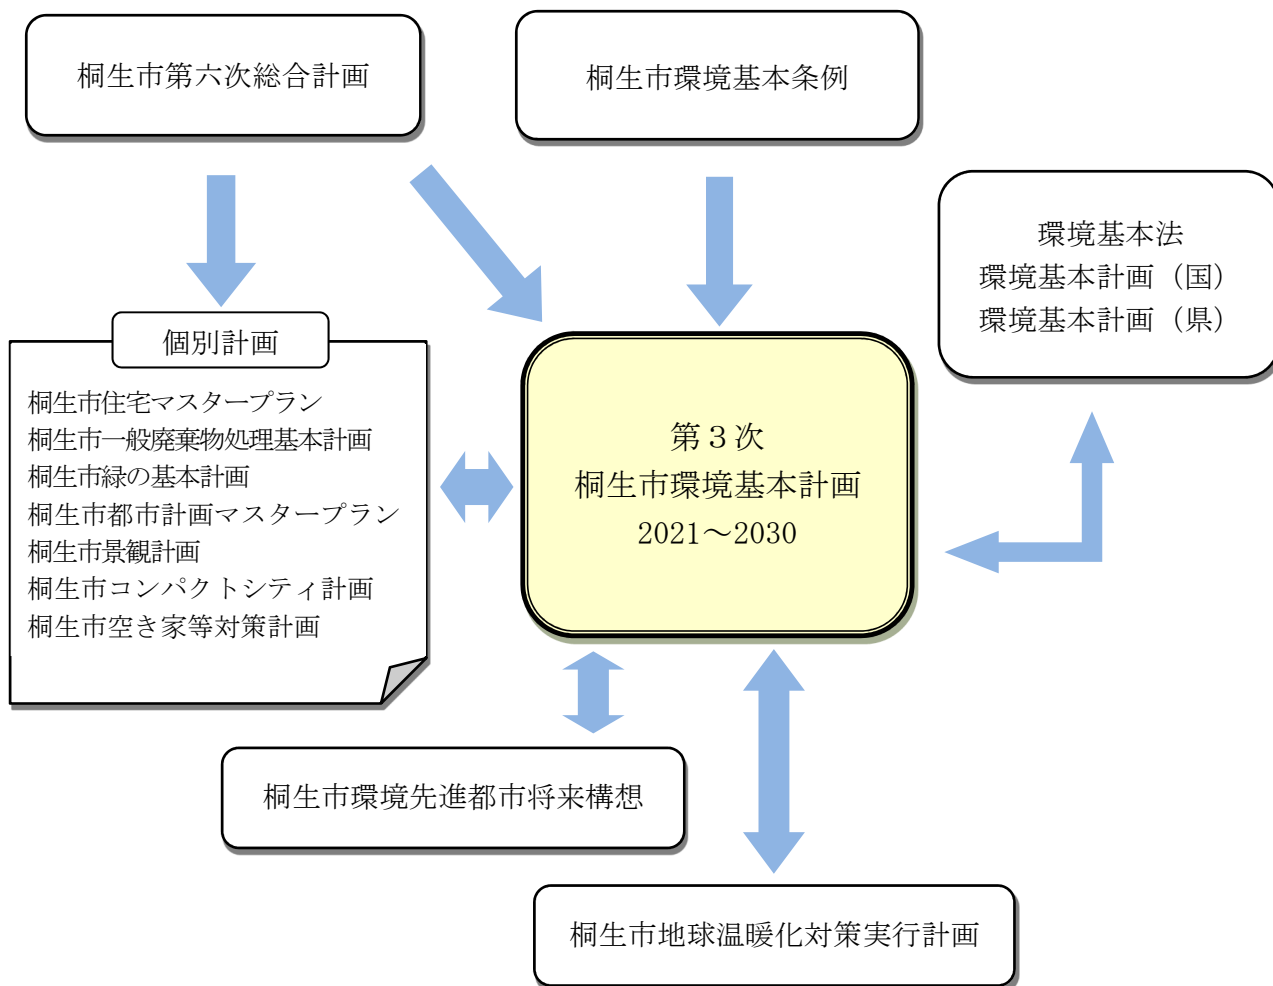 桐生市第六次総合計画
桐生市環境基本条例
環境基本法
環境基本計画（国）
環境基本計画（県）
個別計画
桐生市住宅マスタープラン
桐生市一般廃棄物処理基本計画
桐生市緑の基本計画
桐生市都市計画マスタープラン
桐生市景観計画
桐生市コンパクトシティ計画
桐生市空き家等対策計画
第３次
桐生市環境基本計画
2021～2030
桐生市環境先進都市将来構想
桐生市地球温暖化対策実行計画